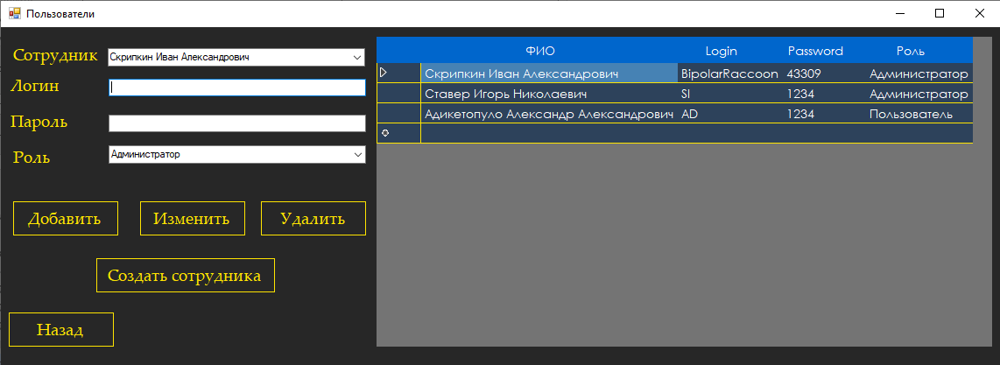 Пользователи
Сотрудник Скрипкин Иван Александрович
Логин
Пароль
Роль Администратор
Добавить Изменить Удалить
Создать сотрудника
Назад
ФИО Login Password Роль
Скрипкин Иван Александрович BipolarRaccoon 43309 Администратор
Ставер Игорь Николаевич SI 1234 Администратор
Адикетопуло Александр Александрович AD 1234 Пользователь